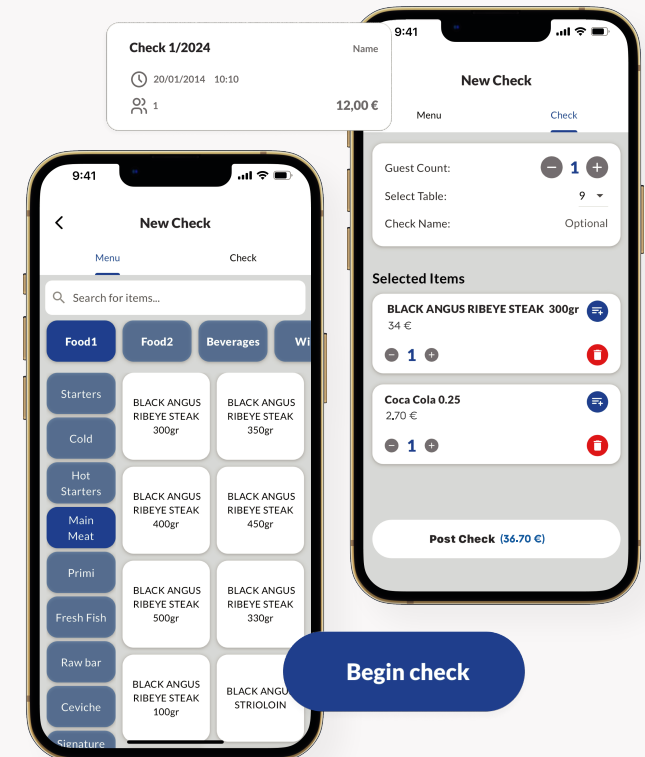 Check 1/2024
Name
20/01/2014 10:10
1
12,00 €
9:41
New Check
Menu
Check
Guest Count:
1
Select Table:
9
Check Name:
Optional
Selected Items
BLACK ANGUS RIBEYE STEAK 300gr
34 €
1
Coca Cola 0.25
2.70 €
1
Post Check (36.70 €)
9:41
New Check
Menu
Check
Search for items...
Food1
Food2
Beverages
Wi
Starters
Cold
Hot
Starters
Main
Meat
Primi
Fresh Fish
Raw bar
Ceviche
Signature
BLACK ANGUS
RIBEYE STEAK
300gr
BLACK ANGUS
RIBEYE STEAK
350gr
BLACK ANGUS
RIBEYE STEAK
400gr
BLACK ANGUS
RIBEYE STEAK
450gr
BLACK ANGUS
RIBEYE STEAK
500gr
BLACK ANGUS
RIBEYE STEAK
330gr
BLACK ANGUS
RIBEYE STEAK
100gr
BLACK ANGU
STRIOLOIN
Begin check